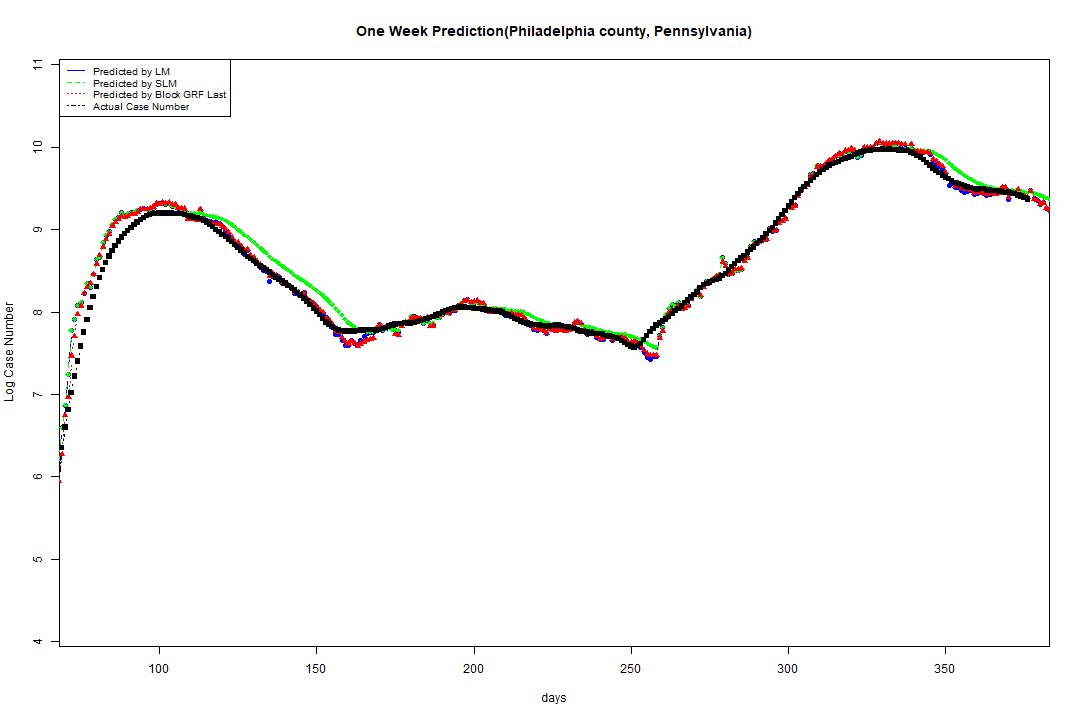 One Week Prediction(Philadelphia county, Pennsylvania)
Predicted by LM
Predicted by SLM
Predicted by Block GRF Last
Actual Case Number
Log Case Number
11
10
9
8
7
6
5
4
100 150 200 250 300 350
days